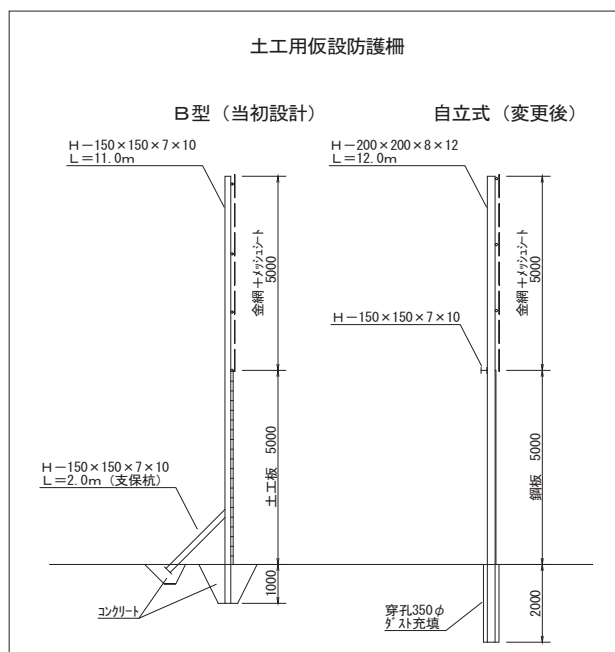 土工用仮設防護柵
B型（当初設計）
自立式（変更後）
H－150×150×7×10
L＝11.0m
H－200×200×8×12
L＝12.0m
金網＋メッシュシート
5000
金網＋メッシュシート
5000
H－150×150×7×10
H－150×150×7×10
L＝2.0m（支保杭）
土工板 5000
鋼板 5000
コンクリート
1000
穿孔350φ
ダスト充填
2000